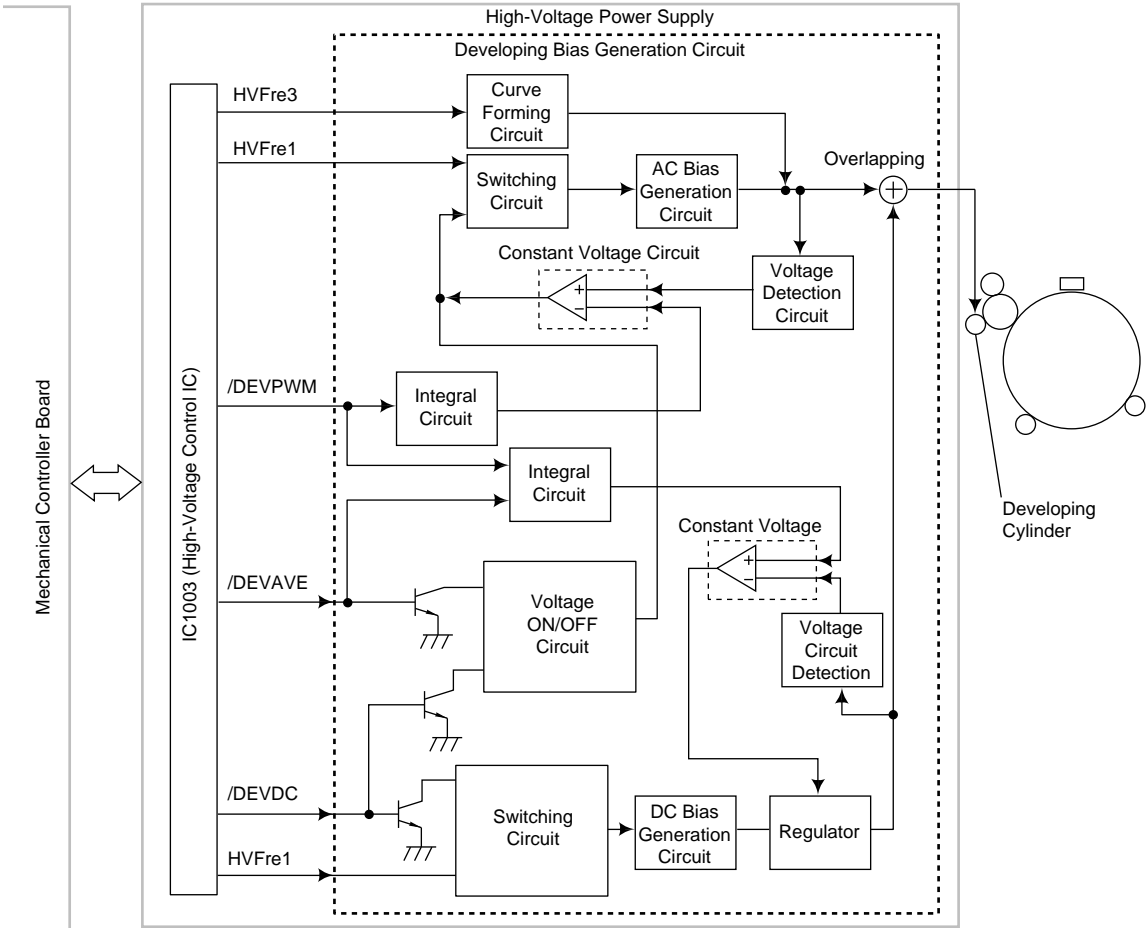 High-Voltage Power Supply
Developing Bias Generation Circuit
HVFre3
Curve
Forming
Circuit
HVFre1
Switching
Circuit
AC Bias
Generation
Circuit
Overlapping
+
Constant Voltage Circuit
+
−
Voltage
Detection
Circuit
Mechanical Controller Board
IC1003 (High-Voltage Control IC)
/DEVPWM
Integral
Circuit
Integral
Circuit
Developing
Cylinder
Constant Voltage
+
−
/DEVAVE
Voltage
ON/OFF
Circuit
Voltage
Circuit
Detection
/DEVDC
Switching
Circuit
DC Bias
Generation
Circuit
Regulator
HVFre1